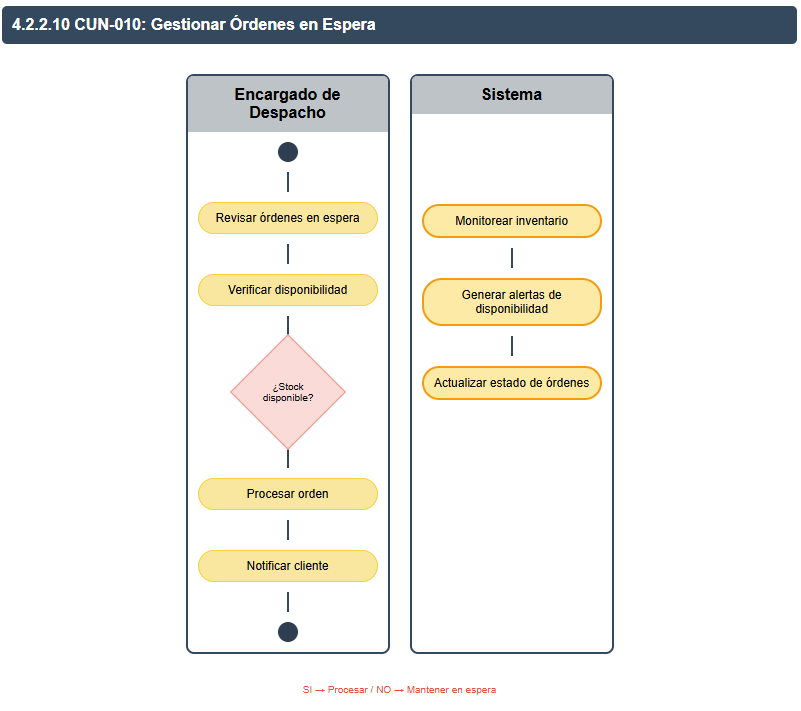 4.2.2.10 CUN-010: Gestionar Órdenes en Espera
Encargado de
Despacho
Revisar órdenes en espera
Verificar disponibilidad
¿Stock
disponible?
Procesar orden
Notificar cliente
Sistema
Monitorear inventario
Generar alertas de
disponibilidad
Actualizar estado de órdenes
SI → Procesar / NO → Mantener en espera